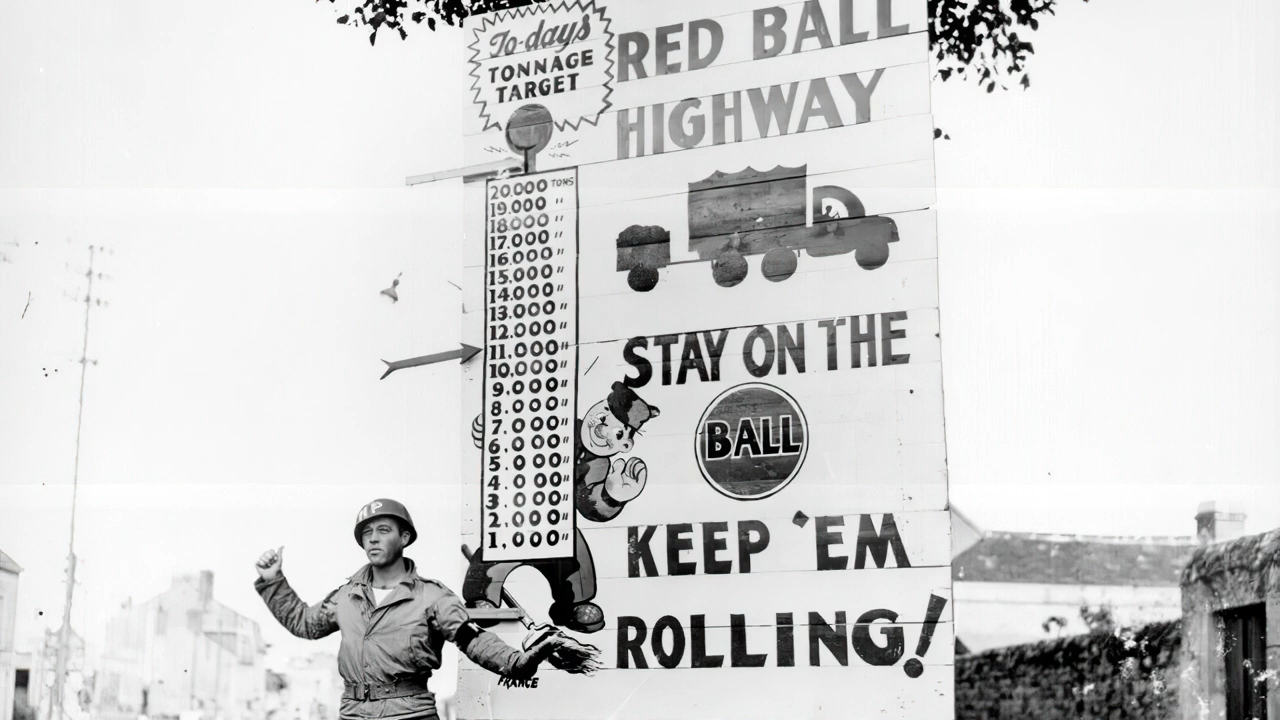 To-days
TONNAGE
TARGET
RED BALL
HIGHWAY
20.000 TONS
19.000 "
18.000 "
17.000 "
16.000 "
15.000 "
14.000 "
13.000 "
12.000 "
11.000 "
10,000 "
9.000 "
8.000 "
7.000 "
6.000 "
5.000 "
4.000 "
3.000 "
2,000 "
1,000 "
STAY ON THE
BALL
KEEP 'EM
ROLLING!
MP
FRANCE